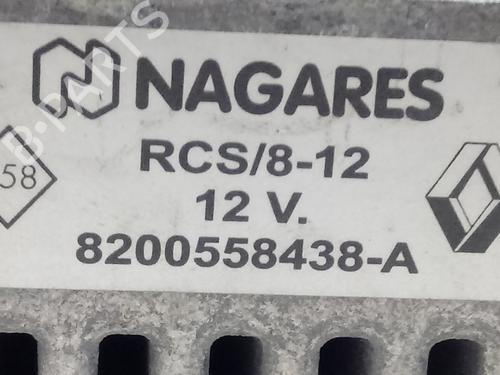 NAGARES
RCS/8-12
58
12 V.
8200558438-A
B-PARTS